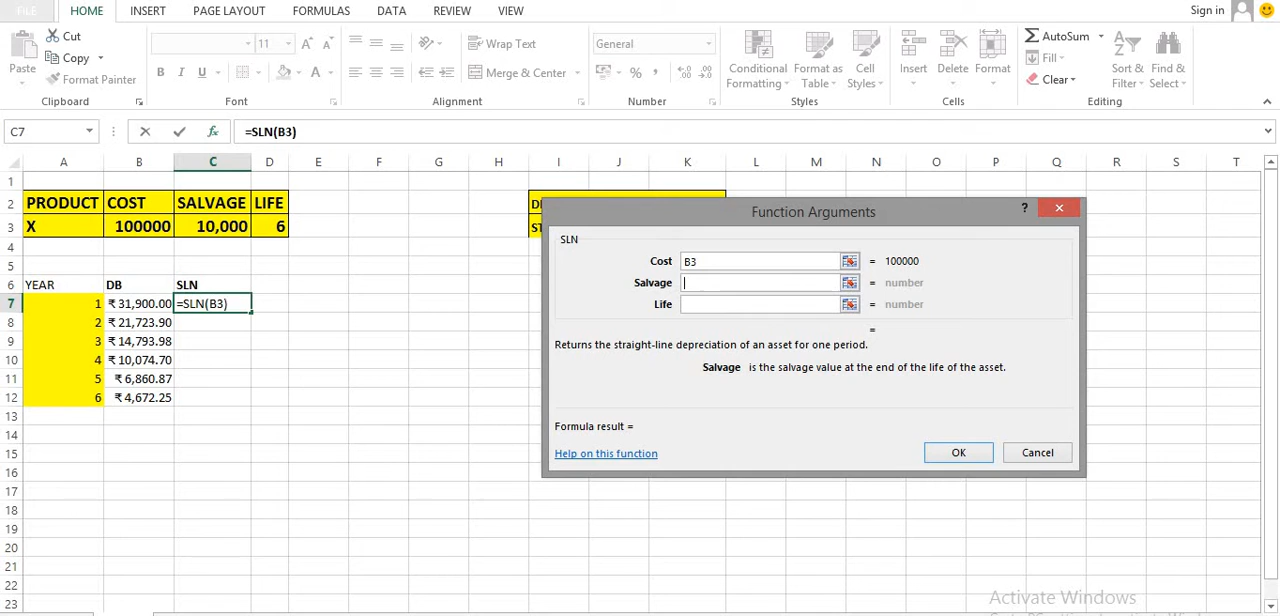 FILE HOME INSERT PAGE LAYOUT FORMULAS DATA REVIEW VIEW Sign in
Paste Cut Copy Format Painter
11 A A B I U A
Wrap Text Merge & Center
General % ,
Conditional Formatting Format as Table Cell Styles
Insert Delete Format
AutoSum Fill Clear Sort & Filter Find & Select
Clipboard Font Alignment Number Styles Cells Editing
C7 fx =SLN(B3)
A B C D E F G H I J K L M N O P Q R S T
1
2 PRODUCT COST SALVAGE LIFE
3 X 100000 10,000 6
4
5
6 YEAR DB SLN
7 1 ₹ 31,900.00 =SLN(B3)
8 2 ₹ 21,723.90
9 3 ₹ 14,793.98
10 4 ₹ 10,074.70
11 5 ₹ 6,860.87
12 6 ₹ 4,672.25
13
14
15
16
17
18
19
20
21
22
23
Function Arguments ?
SLN
Cost B3 = 100000
Salvage = number
Life = number
=
Returns the straight-line depreciation of an asset for one period.
Salvage is the salvage value at the end of the life of the asset.
Formula result =
Help on this function OK Cancel
Activate Windows